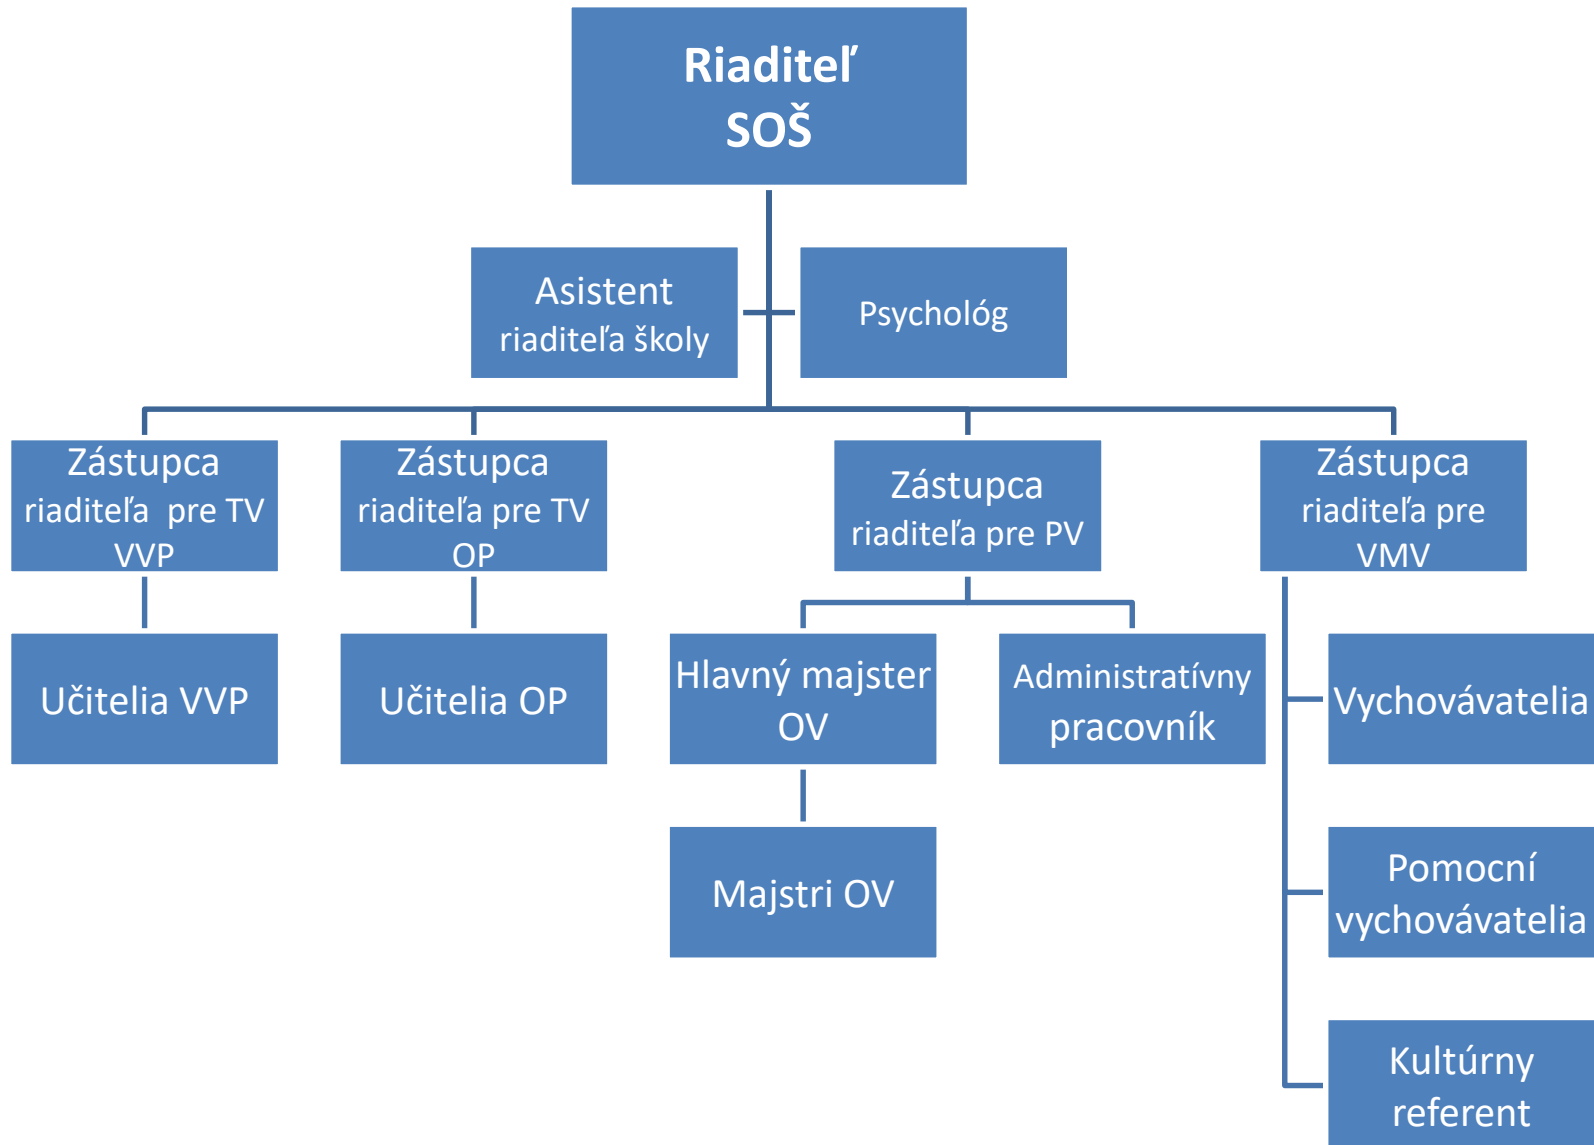 Riaditeľ
SOŠ
Asistent
riaditeľa školy
Psychológ
Zástupca
riaditeľa  pre TV
VVP
Zástupca
riaditeľa pre TV
OP
Zástupca
riaditeľa pre PV
Zástupca
riaditeľa pre
VMV
Učitelia VVP
Učitelia OP
Hlavný majster
OV
Administratívny
pracovník
Vychovávatelia
Majstri OV
Pomocní
vychovávatelia
Kultúrny
referent